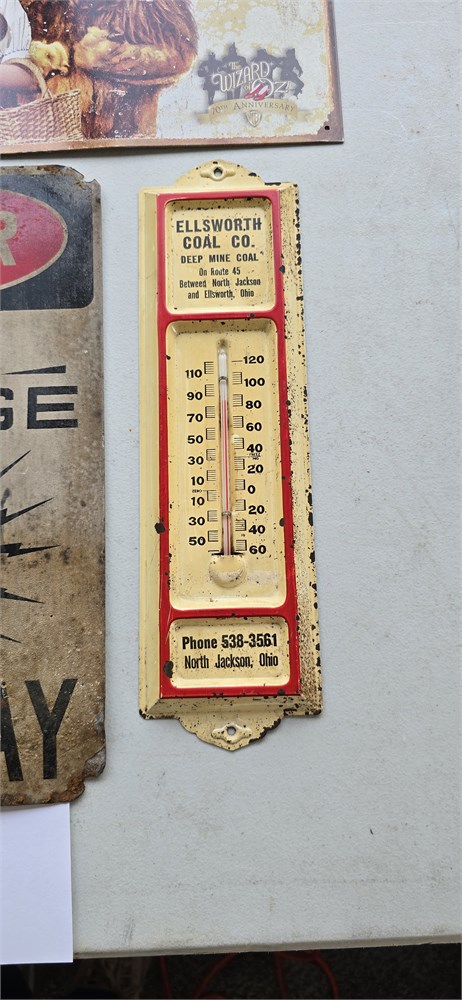 The
WIZARD
OF OZ
70th ANNIVERSARY
WB
R
GE
AY
ELLSWORTH
COAL CO.
DEEP MINE COAL
On Route 45
Between North Jackson
and Ellsworth, Ohio
120
110
100
90
80
70
60
50
40
30
20
10
0
10
20
30
40
50
60
Phone 538-3561
North Jackson, Ohio